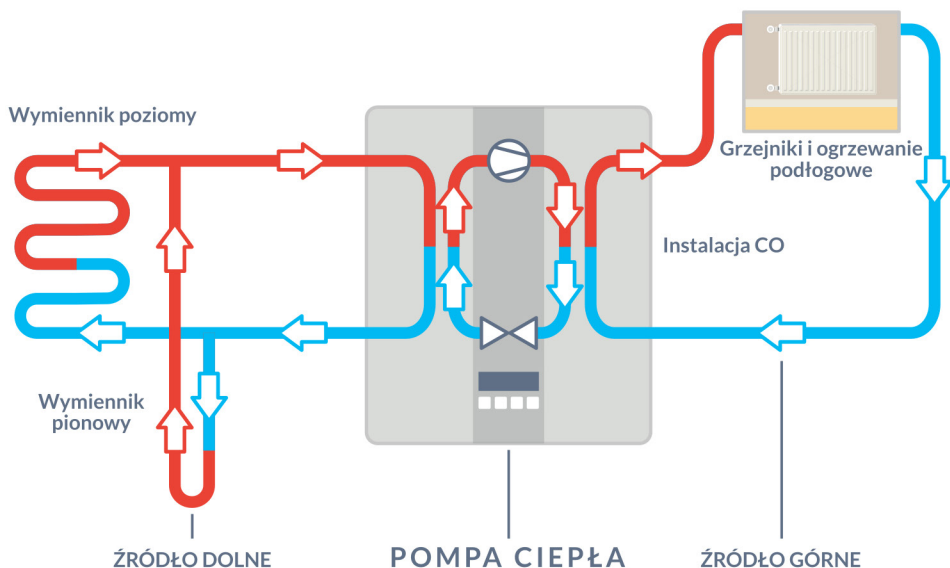 Wymiennik poziomy
Grzejniki i ogrzewanie
podłogowe
Instalacja CO
Wymiennik
pionowy
ŹRÓDŁO DOLNE
POMPA CIEPŁA
ŹRÓDŁO GÓRNE